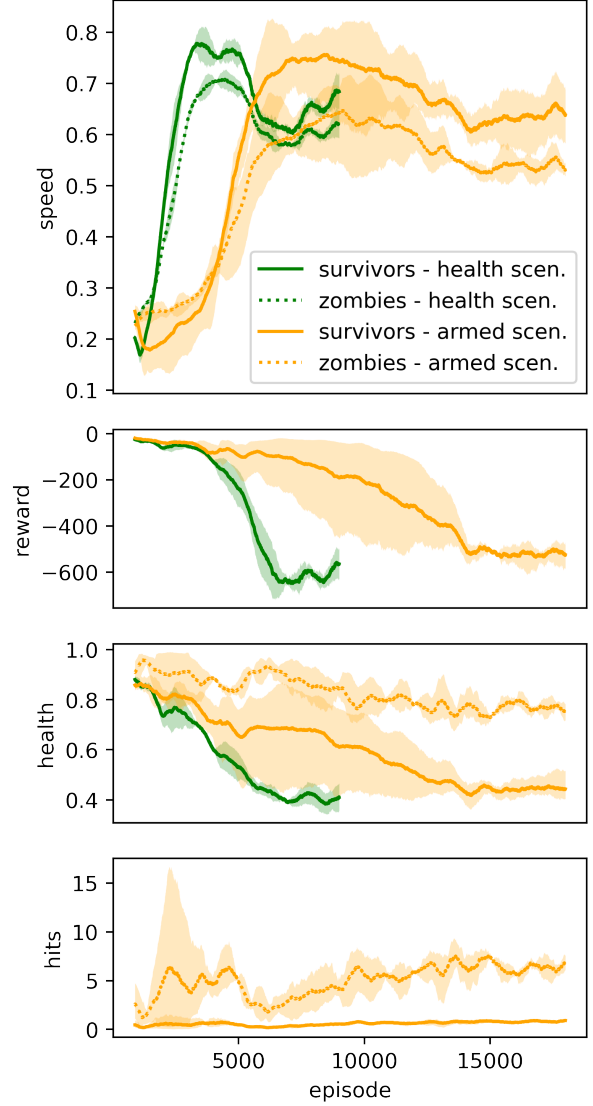 0.8
0.7
0.6
0.5
0.4
0.3
0.2
0.1
speed
survivors - health scen.
zombies - health scen.
survivors - armed scen.
zombies - armed scen.
0
−200
−400
−600
reward
1.0
0.8
0.6
0.4
health
15
10
5
0
hits
5000 10000 15000
episode